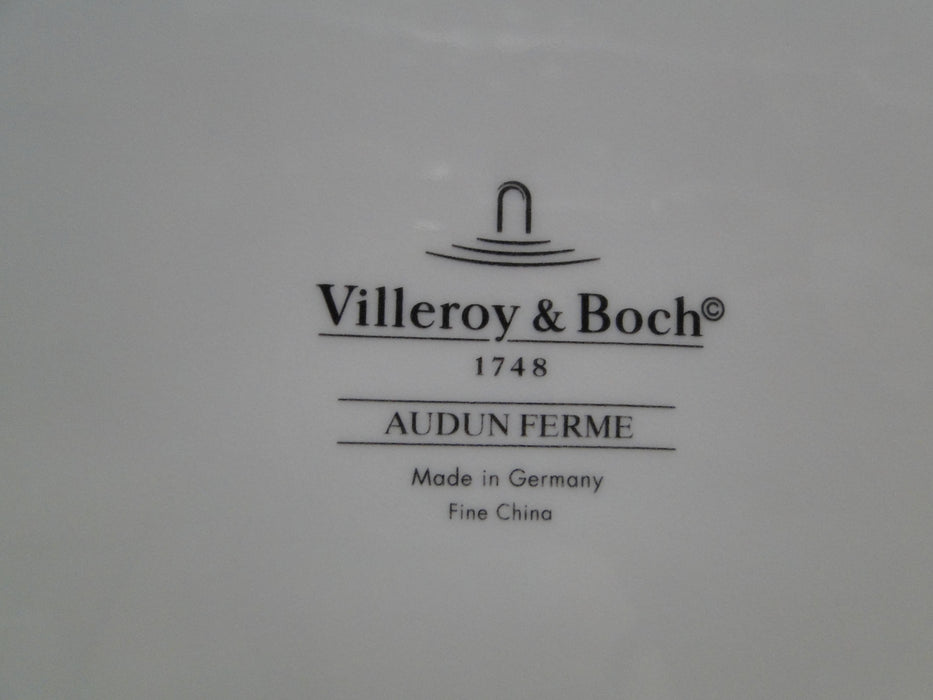 Villeroy & Boch©
1748
AUDUN FERME
Made in Germany
Fine China